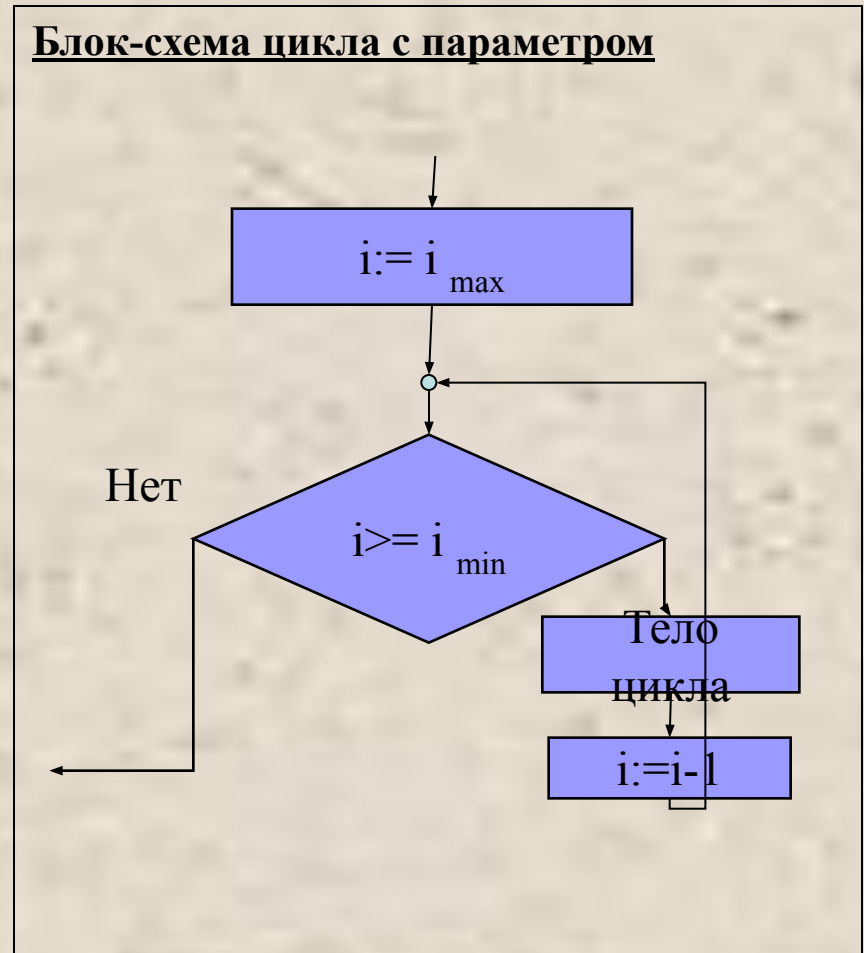 Блок-схема цикла с параметром
i:= i max
Нет
i>= i min
Тело
цикла
i:=i-1